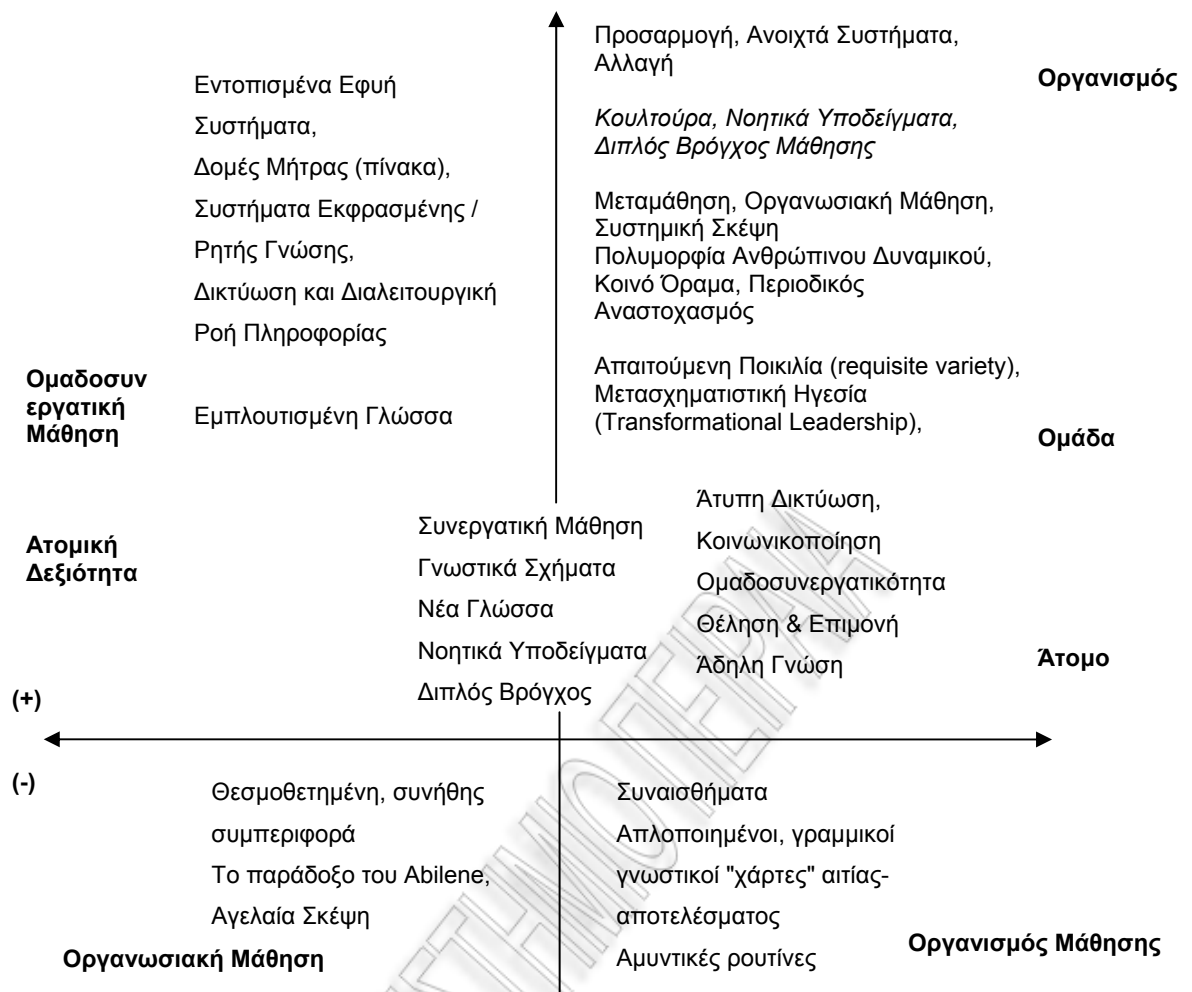 Προσαρμογή, Ανοιχτά Συστήματα,
Αλλαγή
Οργανισμός
Εντοπισμένα Εφυή
Συστήματα,
Δομές Μήτρας (πίνακα),
Συστήματα Εκφρασμένης /
Ρητής Γνώσης,
Δικτύωση και Διαλειτουργική
Ροή Πληροφορίας
Κουλτούρα, Νοητικά Υποδείγματα,
Διπλός Βρόγχος Μάθησης
Μεταμάθηση, Οργανωσιακή Μάθηση,
Συστημική Σκέψη
Πολυμορφία Ανθρώπινου Δυναμικού,
Κοινό Όραμα, Περιοδικός
Αναστοχασμός
Ομαδοσυν
εργατική
Μάθηση
Εμπλουτισμένη Γλώσσα
Απαιτούμενη Ποικιλία (requisite variety),
Μετασχηματιστική Ηγεσία
(Transformational Leadership),
Ομάδα
Ατομική
Δεξιότητα
Συνεργατική Μάθηση
Γνωστικά Σχήματα
Νέα Γλώσσα
Νοητικά Υποδείγματα
Διπλός Βρόγχος
Άτυπη Δικτύωση,
Κοινωνικοποίηση
Ομαδοσυνεργατικότητα
Θέληση & Επιμονή
Άδηλη Γνώση
Άτομο
(+)
(-)
Θεσμοθετημένη, συνήθης
συμπεριφορά
Το παράδοξο του Abilene,
Αγελαία Σκέψη
Οργανωσιακή Μάθηση
Συναισθήματα
Απλοποιημένοι, γραμμικοί
γνωστικοί "χάρτες" αιτίας-
αποτελέσματος
Αμυντικές ρουτίνες
Οργανισμός Μάθησης